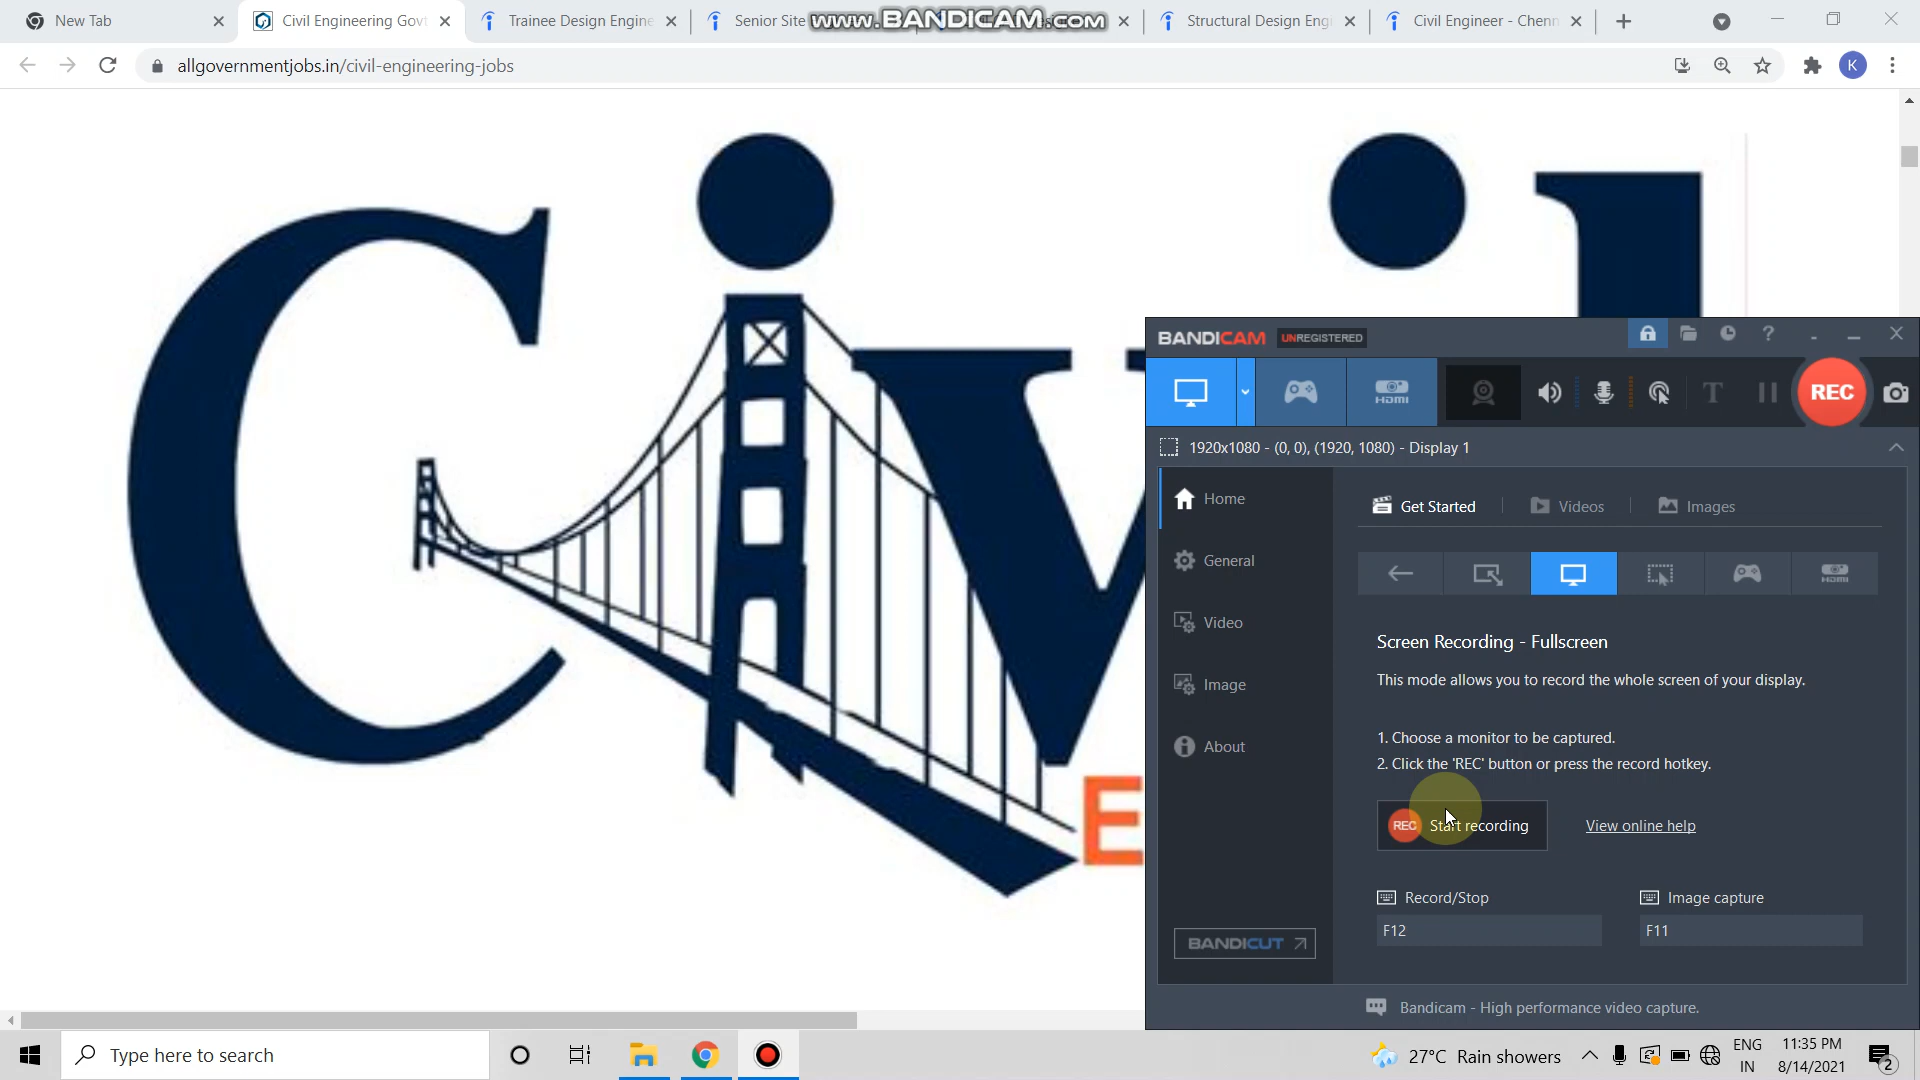 New Tab
Civil Engineering Govt
Trainee Design Engine
Senior Site
www.BANDICAM.com
Structural Design Engi
Civil Engineer - Chenn
allgovernmentjobs.in/civil-engineering-jobs
K
Civil
E
BANDICAM UNREGISTERED
HDMI
T
REC
1920x1080 - (0, 0), (1920, 1080) - Display 1
Home
General
Video
Image
About
BANDICUT
Get Started
Videos
Images
HDMI
Screen Recording - Fullscreen
This mode allows you to record the whole screen of your display.
1. Choose a monitor to be captured.
2. Click the 'REC' button or press the record hotkey.
REC Start recording
View online help
Record/Stop
Image capture
F12
F11
Bandicam - High performance video capture.
Type here to search
27°C Rain showers
ENG
IN
11:35 PM
8/14/2021
2